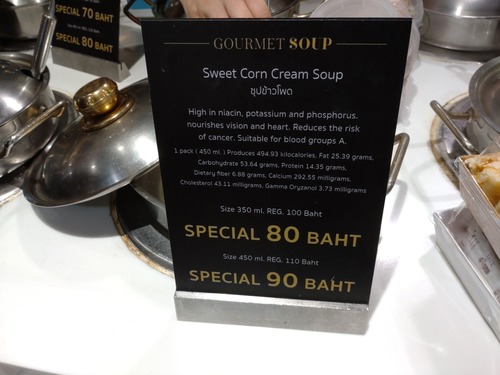 SPECIAL 70 BAHT
SPECIAL 80 BAHT
GOURMET SOUP
Sweet Corn Cream Soup
ซุปข้าวโพด
High in niacin, potassium and phosphorus.
nourishes vision and heart. Reduces the risk
of cancer. Suitable for blood groups A.
1 pack ( 450 ml. ) Produces 494.93 kilocalories, Fat 25.39 grams,
Carbohydrate 53.64 grams, Protein 14.35 grams,
Dietary fiber 6.88 grams, Calcium 292.55 milligrams,
Cholesterol 43.11 milligrams, Gamma Oryzanol 3.73 milligrams
Size 350 ml. REG. 100 Baht
SPECIAL 80 BAHT
Size 450 ml. REG. 110 Baht
SPECIAL 90 BAHT